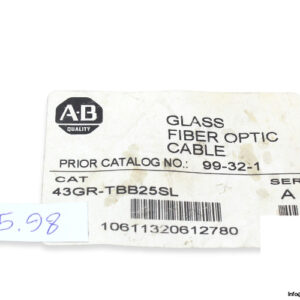 A·B
QUALITY
GLASS
FIBER OPTIC
CABLE
PRIOR CATALOG NO.: 99-32-1
CAT SER
43GR-TBB25SL A
5.98
10611320612780